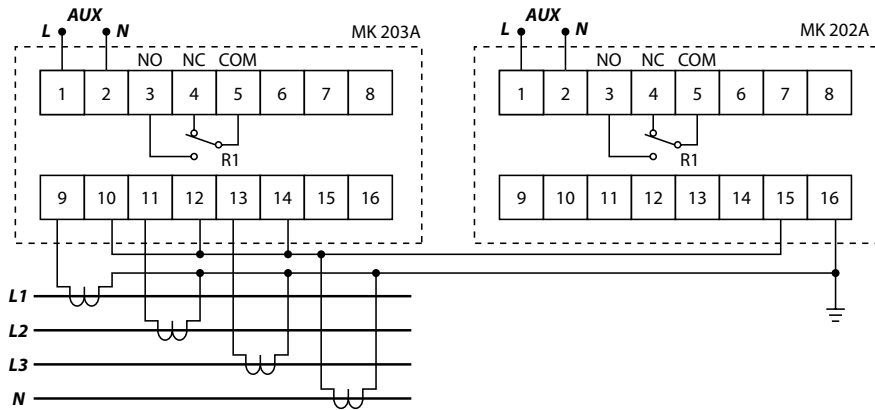 AUX AUX
L N MK 203A L N MK 202A
NO NC COM NO NC COM
1 2 3 4 5 6 7 8 1 2 3 4 5 6 7 8
R1 R1
9 10 11 12 13 14 15 16 9 10 11 12 13 14 15 16
L1
L2
L3
N